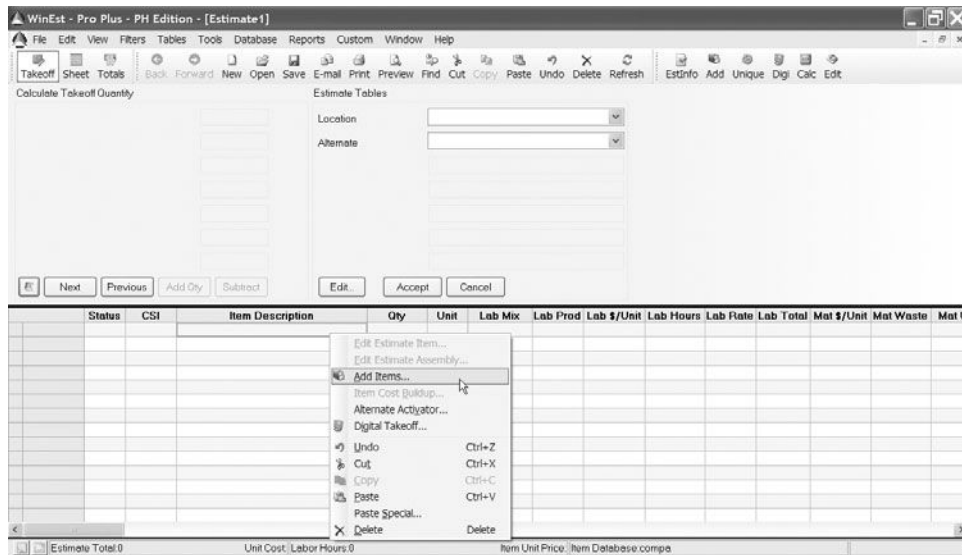 WinEst - Pro Plus - PH Edition - [Estimate1]
File Edit View Filters Tables Tools Database Reports Custom Window Help
Takeoff Sheet Totals Back Forward New Open Save E-mail Print Preview Find Cut Copy Paste Undo Delete Refresh EstInfo Add Unique Digi Calc Edit
Calculate Takeoff Quantity Estimate Tables
Location
Alternate
Next Previous Add Qty Subtract Edit.. Accept Cancel
Status CSI Item Description Qty Unit Lab Mix Lab Prod Lab $/Unit Lab Hours Lab Rate Lab Total Mat $/Unit Mat Waste Mat
Edit Estimate Item...
Edit Estimate Assembly...
Add Items...
Item Cost Buildup...
Alternate Activator...
Digital Takeoff...
Undo Ctrl+Z
Cut Ctrl+X
Copy Ctrl+C
Paste Ctrl+V
Paste Special...
Delete Delete
Estimate Total:0 Unit Cost: Labor Hours:0 Item Unit Price: Item Database:compa